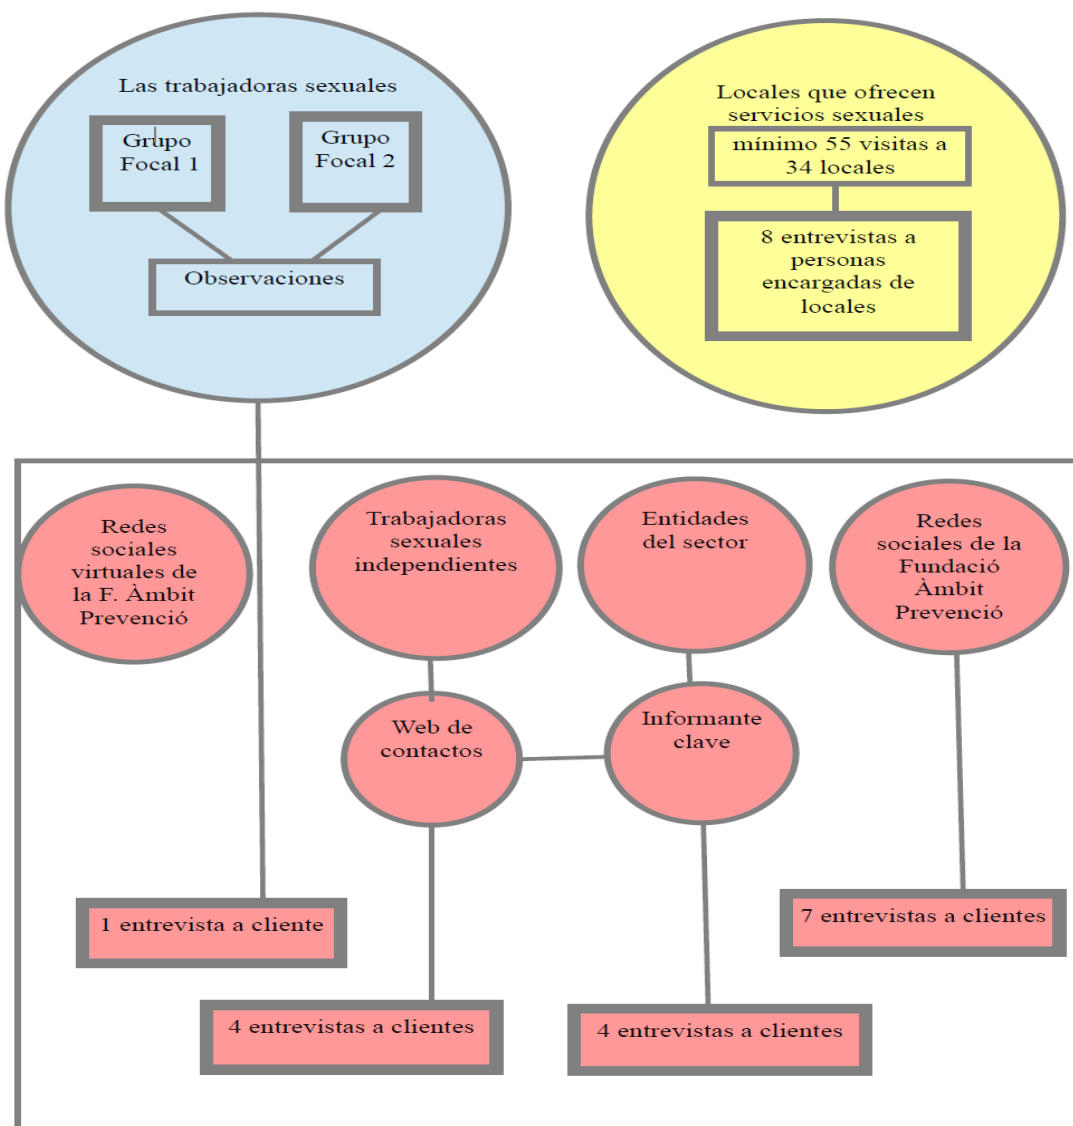 Las trabajadoras sexuales
Grupo
Focal 1
Grupo
Focal 2
Observaciones
Locales que ofrecen
servicios sexuales
mínimo 55 visitas a
34 locales
8 entrevistas a
personas
encargadas de
locales
Redes
sociales
virtuales de
la F. Àmbit
Prevenció
Trabajadoras
sexuales
independientes
Entidades
del sector
Redes
sociales de la
Fundació
Àmbit
Prevenció
Web de
contactos
Informante
clave
1 entrevista a cliente
7 entrevistas a clientes
4 entrevistas a clientes
4 entrevistas a clientes